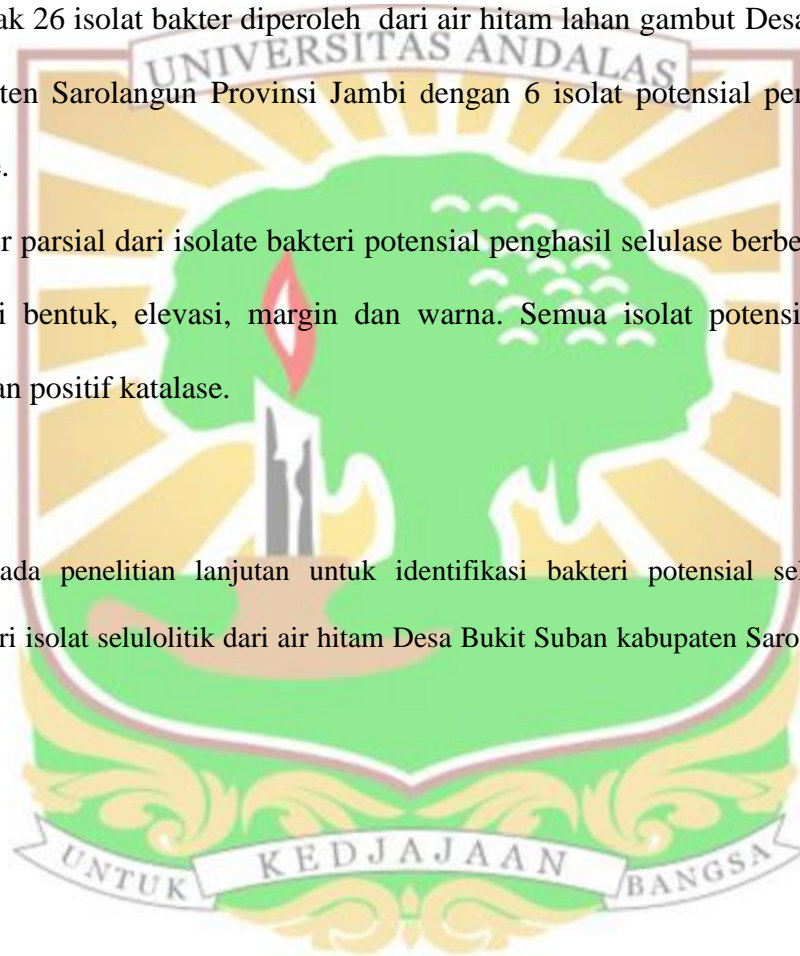 ak 26 isolat bakter diperoleh dari air hitam lahan gambut Desa
UNIVERSITAS ANDALAS
ten Sarolangun Provinsi Jambi dengan 6 isolat potensial per
e.
r parsial dari isolate bakteri potensial penghasil selulase berbe
i bentuk, elevasi, margin dan warna. Semua isolat potensi
an positif katalase.
ada penelitian lanjutan untuk identifikasi bakteri potensial sel
ri isolat selulolitik dari air hitam Desa Bukit Suban kabupaten Saro
UNTUK KEDJAJAAN BANGSA